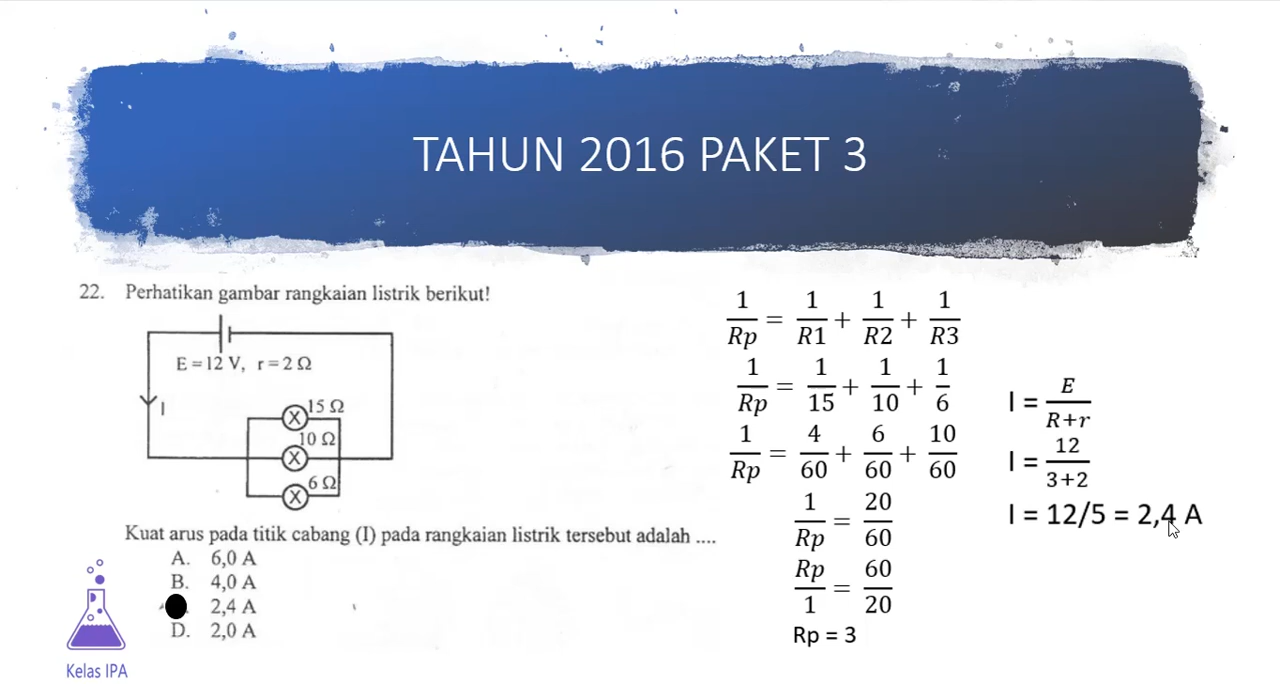 TAHUN 2016 PAKET 3
22. Perhatikan gambar rangkaian listrik berikut!
E = 12 V, r = 2 Ω
I
15 Ω
10 Ω
6 Ω
Kuat arus pada titik cabang (I) pada rangkaian listrik tersebut adalah ....
A. 6,0 A
B. 4,0 A
2,4 A
D. 2,0 A
Kelas IPA
1/Rp = 1/R1 + 1/R2 + 1/R3
1/Rp = 1/15 + 1/10 + 1/6
1/Rp = 4/60 + 6/60 + 10/60
1/Rp = 20/60
Rp/1 = 60/20
Rp = 3
I = E/R+r
I = 12/3+2
I = 12/5 = 2,4 A